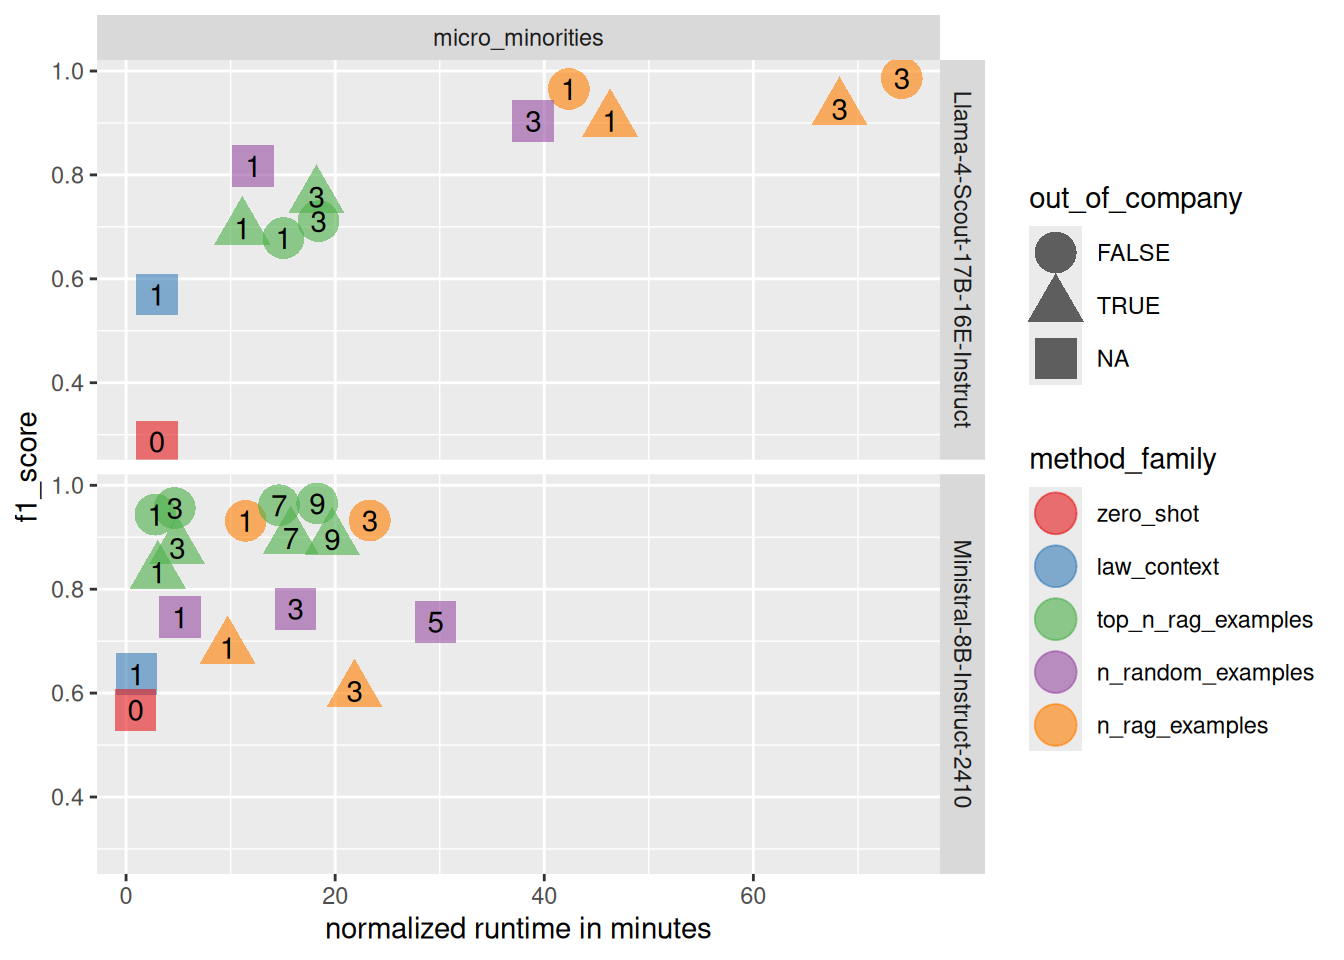 micro_minorities
f1_score
1.0
0.8
0.6
0.4
1
3
3
1
3
1
1
3
3
1
1
0
Llama-4-Scout-17B-16E-Instruct
1.0
0.8
0.6
0.4
1
3
7
9
1
3
3
7
9
1
1
3
5
1
1
3
0
Ministral-8B-Instruct-2410
0
20
40
60
normalized runtime in minutes
out_of_company
FALSE
TRUE
NA
method_family
zero_shot
law_context
top_n_rag_examples
n_random_examples
n_rag_examples